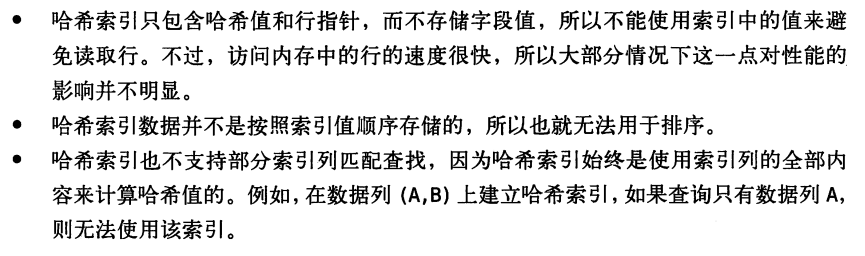 • 哈希索引只包含哈希值和行指针，而不存储字段值，所以不能使用索引中的值来避
免读取行。不过，访问内存中的行的速度很快，所以大部分情况下这一点对性能的
影响并不明显。
• 哈希索引数据并不是按照索引值顺序存储的，所以也就无法用于排序。
• 哈希索引也不支持部分索引列匹配查找，因为哈希索引始终是使用索引列的全部内
容来计算哈希值的。例如，在数据列 (A,B) 上建立哈希索引，如果查询只有数据列 A，
则无法使用该索引。